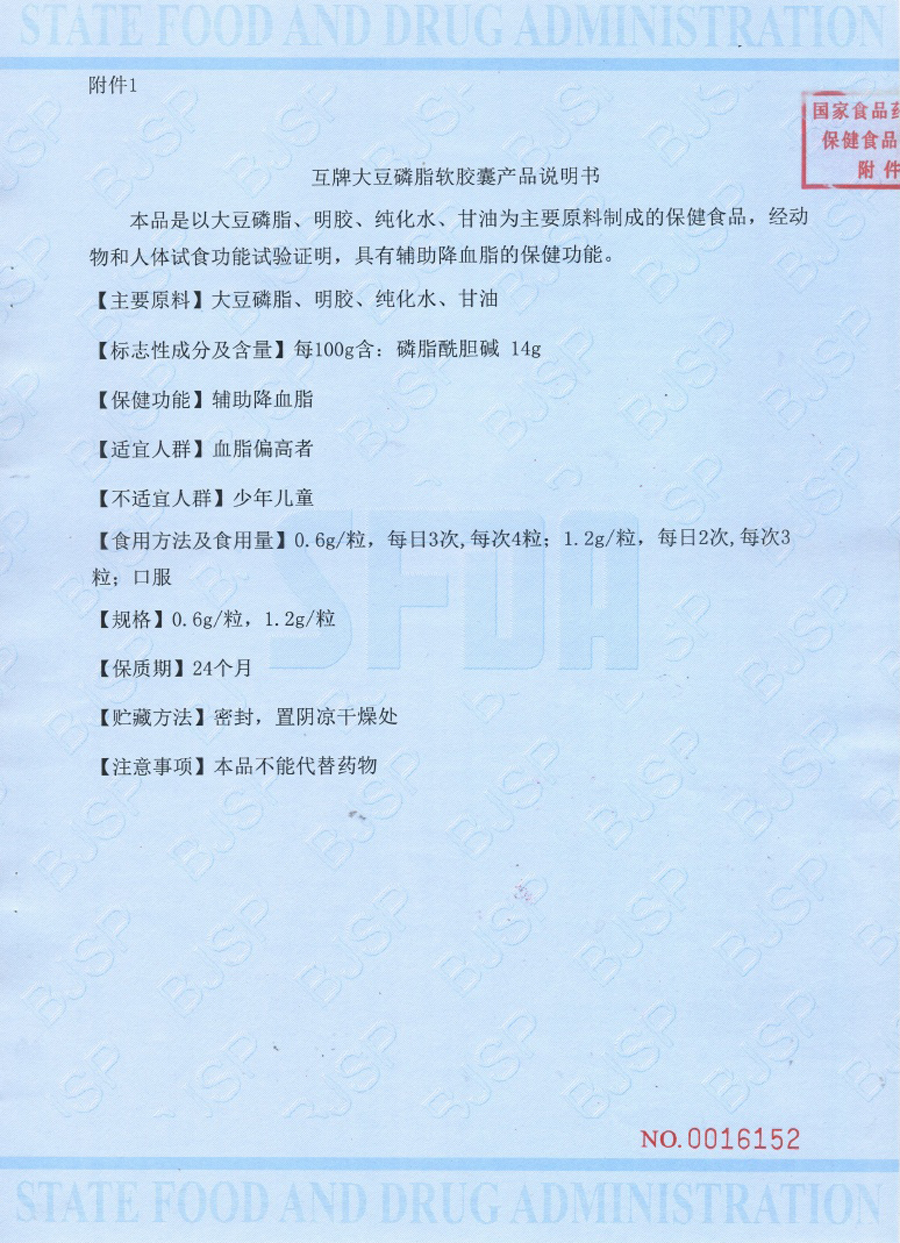 STATE FOOD AND DRUG ADMINISTRATION
附件1
国家食品药
保健食品
附件
互牌大豆磷脂软胶囊产品说明书
本品是以大豆磷脂、明胶、纯化水、甘油为主要原料制成的保健食品，经动
物和人体试食功能试验证明，具有辅助降血脂的保健功能。
【主要原料】大豆磷脂、明胶、纯化水、甘油
【标志性成分及含量】每100g含：磷脂酰胆碱 14g
【保健功能】辅助降血脂
【适宜人群】血脂偏高者
【不适宜人群】少年儿童
【食用方法及食用量】0.6g/粒，每日3次,每次4粒；1.2g/粒，每日2次,每次3
粒；口服
【规格】0.6g/粒，1.2g/粒
SFDA
【保质期】24个月
【贮藏方法】密封，置阴凉干燥处
【注意事项】本品不能代替药物
BJSP
NO.0016152
STATE FOOD AND DRUG ADMINISTRATION